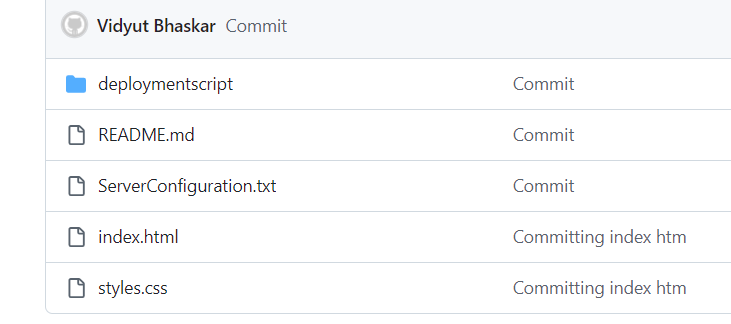 Vidyut Bhaskar Commit
deploymentscript Commit
README.md Commit
ServerConfiguration.txt Commit
index.html Committing index htm
styles.css Committing index htm